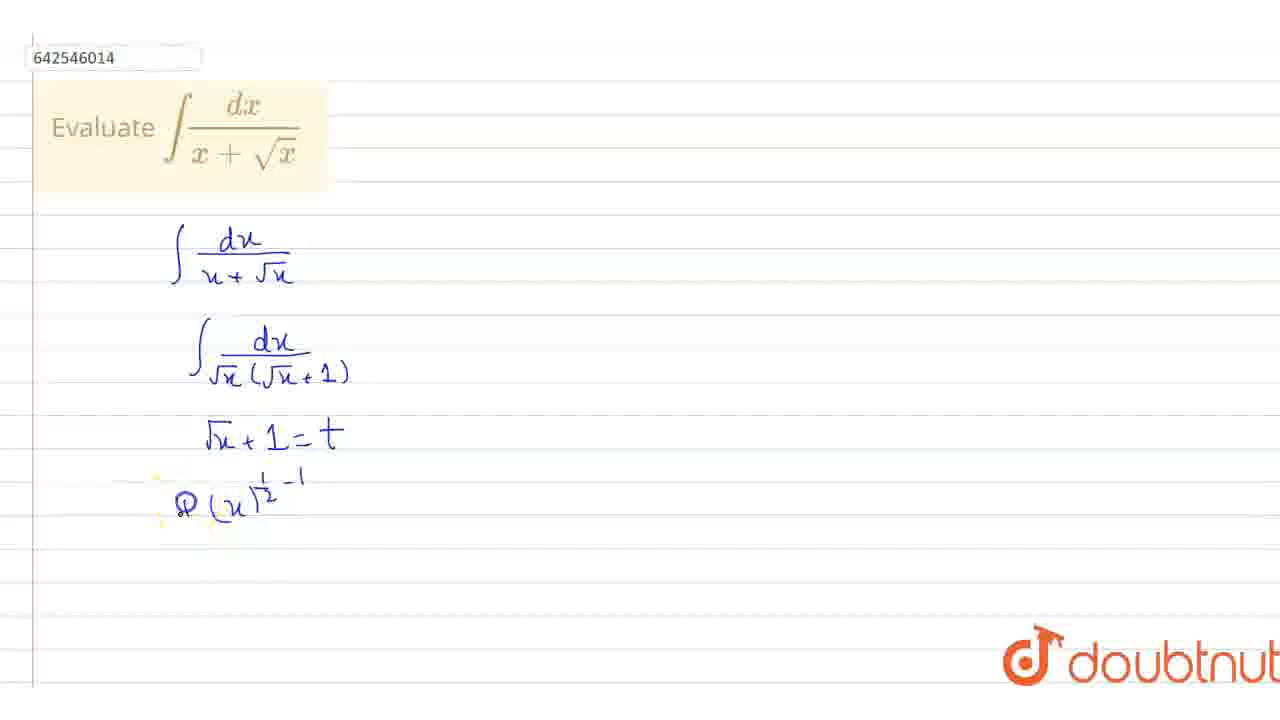 642546014
Evaluate ∫ dx / (x + √x)
∫ dx / (x + √x)
∫ dx / (√x (√x + 1))
√x + 1 = t
(x)^(1/2 - 1)
doubtnut